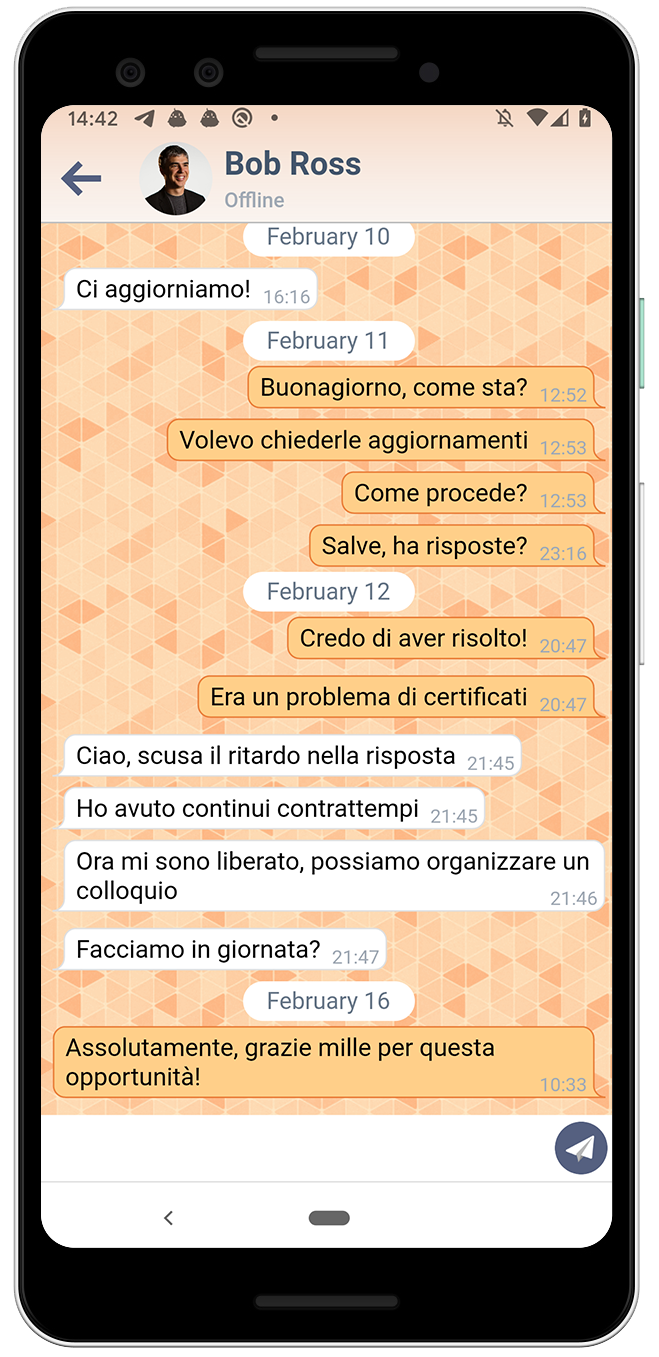 14:42
Bob Ross
Offline
February 10
Ci aggiorniamo! 16:16
February 11
Buonagiorno, come sta? 12:52
Volevo chiederle aggiornamenti 12:53
Come procede? 12:53
Salve, ha risposte? 23:16
February 12
Credo di aver risolto! 20:47
Era un problema di certificati 20:47
Ciao, scusa il ritardo nella risposta 21:45
Ho avuto continui contrattempi 21:45
Ora mi sono liberato, possiamo organizzare un
colloquio 21:46
Facciamo in giornata? 21:47
February 16
Assolutamente, grazie mille per questa
opportunità! 10:33